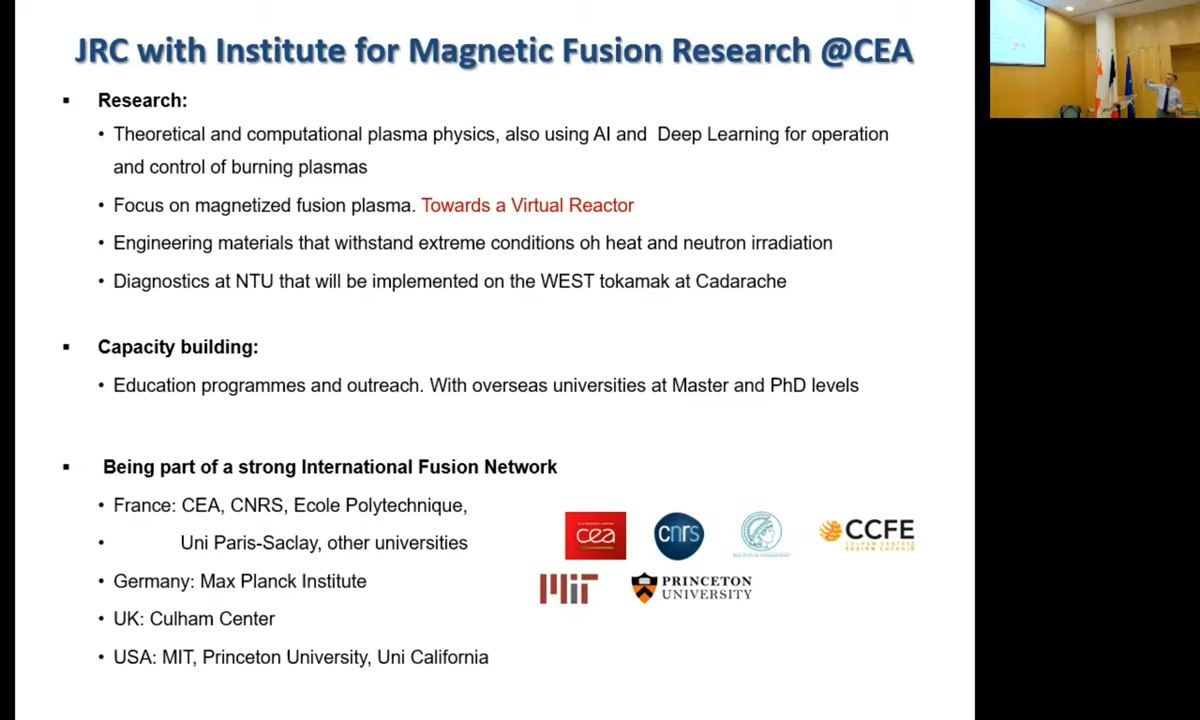 JRC with Institute for Magnetic Fusion Research @CEA
Research:
Theoretical and computational plasma physics, also using AI and Deep Learning for operation
and control of burning plasmas
Focus on magnetized fusion plasma. Towards a Virtual Reactor
Engineering materials that withstand extreme conditions oh heat and neutron irradiation
Diagnostics at NTU that will be implemented on the WEST tokamak at Cadarache
Capacity building:
Education programmes and outreach. With overseas universities at Master and PhD levels
Being part of a strong International Fusion Network
France: CEA, CNRS, Ecole Polytechnique,
Uni Paris-Saclay, other universities
Germany: Max Planck Institute
UK: Culham Center
USA: MIT, Princeton University, Uni California
cea
cnrs
CCFE
CULHAM CENTRE
FUSION ENERGY
MIT
PRINCETON
UNIVERSITY